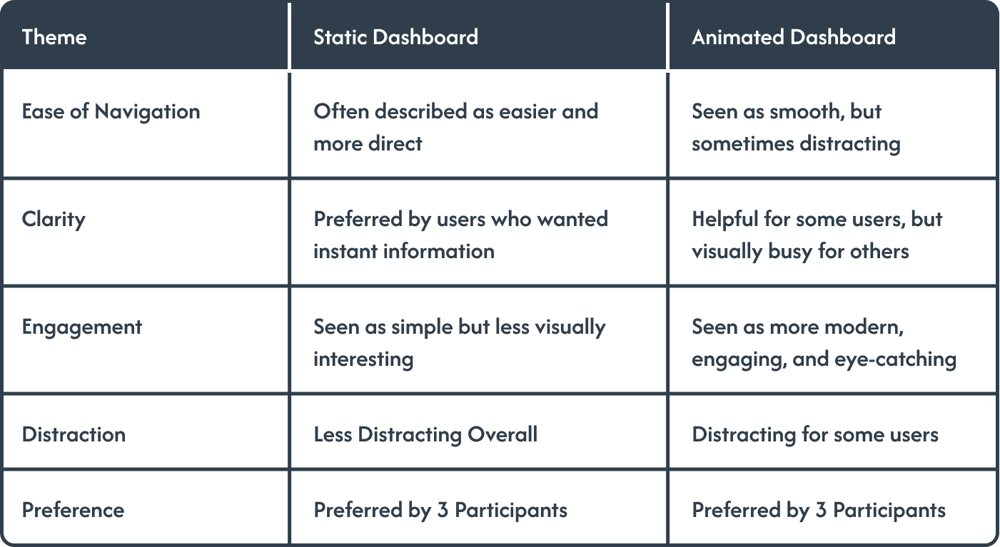 Theme
Static Dashboard
Animated Dashboard
Ease of Navigation
Often described as easier and
more direct
Seen as smooth, but
sometimes distracting
Clarity
Preferred by users who wanted
instant information
Helpful for some users, but
visually busy for others
Engagement
Seen as simple but less visually
interesting
Seen as more modern,
engaging, and eye-catching
Distraction
Less Distracting Overall
Distracting for some users
Preference
Preferred by 3 Participants
Preferred by 3 Participants